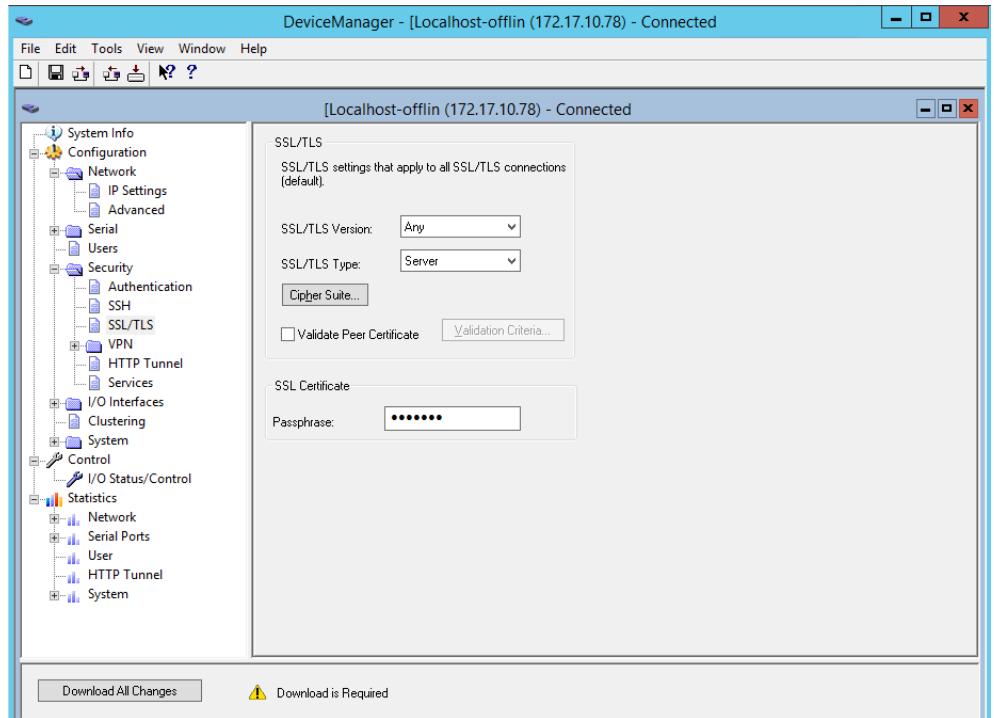 DeviceManager - [Localhost-offlin (172.17.10.78) - Connected
File Edit Tools View Window Help
[Localhost-offlin (172.17.10.78) - Connected
System Info
Configuration
Network
IP Settings
Advanced
Serial
Users
Security
Authentication
SSH
SSL/TLS
VPN
HTTP Tunnel
Services
I/O Interfaces
Clustering
System
Control
I/O Status/Control
Statistics
Network
Serial Ports
User
HTTP Tunnel
System
SSL/TLS
SSL/TLS settings that apply to all SSL/TLS connections
(default).
SSL/TLS Version: Any
SSL/TLS Type: Server
Cipher Suite...
Validate Peer Certificate Validation Criteria...
SSL Certificate
Passphrase: •••••••
Download All Changes Download is Required